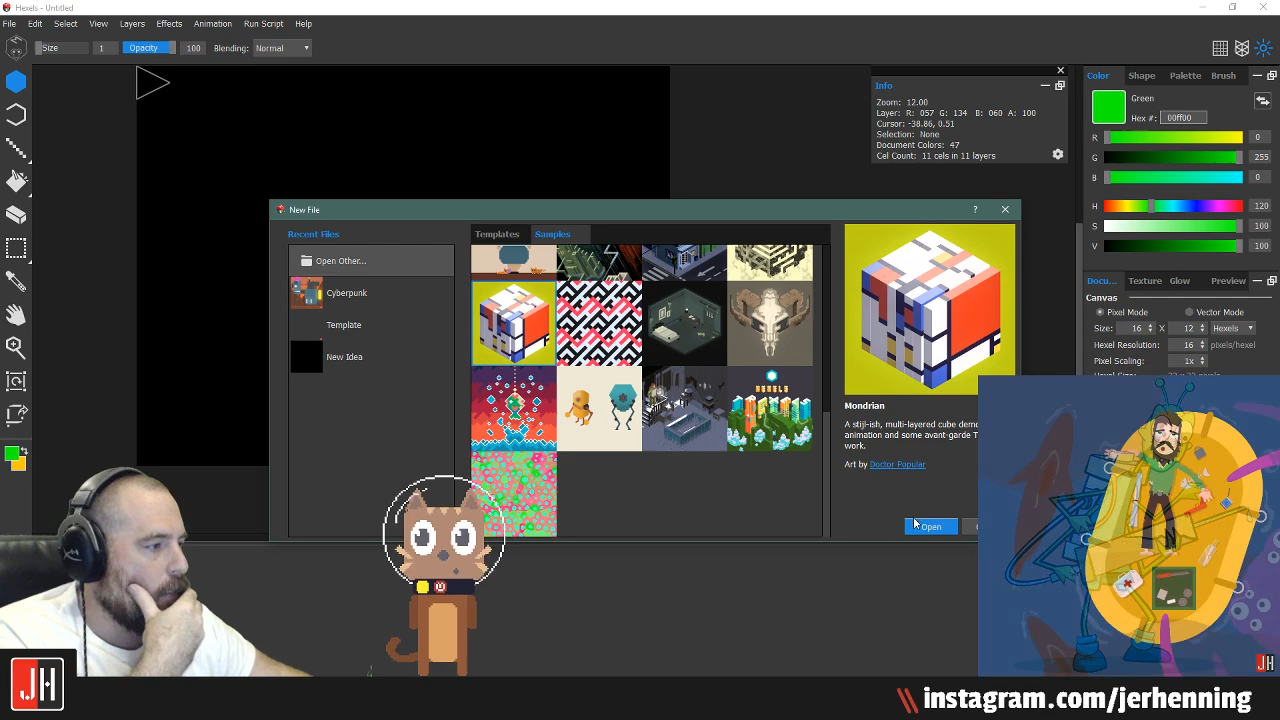 Hexels - Untitled
File Edit Select View Layers Effects Animation Run Script Help
Size 1 Opacity 100 Blending: Normal
Color Shape Palette Brush
Green
Hex #: 00ff00
R 0
G 255
B 0
H 120
S 100
V 100
Info
Zoom: 12.00
Layer: R: 057 G: 134 B: 060 A: 100
Cursor: -38.86, 0.51
Selection: None
Document Colors: 47
Cel Count: 11 cels in 11 layers
New File
Recent Files
Open Other...
Cyberpunk
Template
New Idea
Templates Samples
HEXELS
Mondrian
A stijl-ish, multi-layered cube demo
animation and some avant-garde T
work.
Art by Doctor Popular
Open
Docu... Texture Glow Preview
Canvas
Pixel Mode Vector Mode
Size: 16 X 12 Hexels
Hexel Resolution: 16 pixels/hexel
Pixel Scaling: 1x
JH
JH
instagram.com/jerhenning